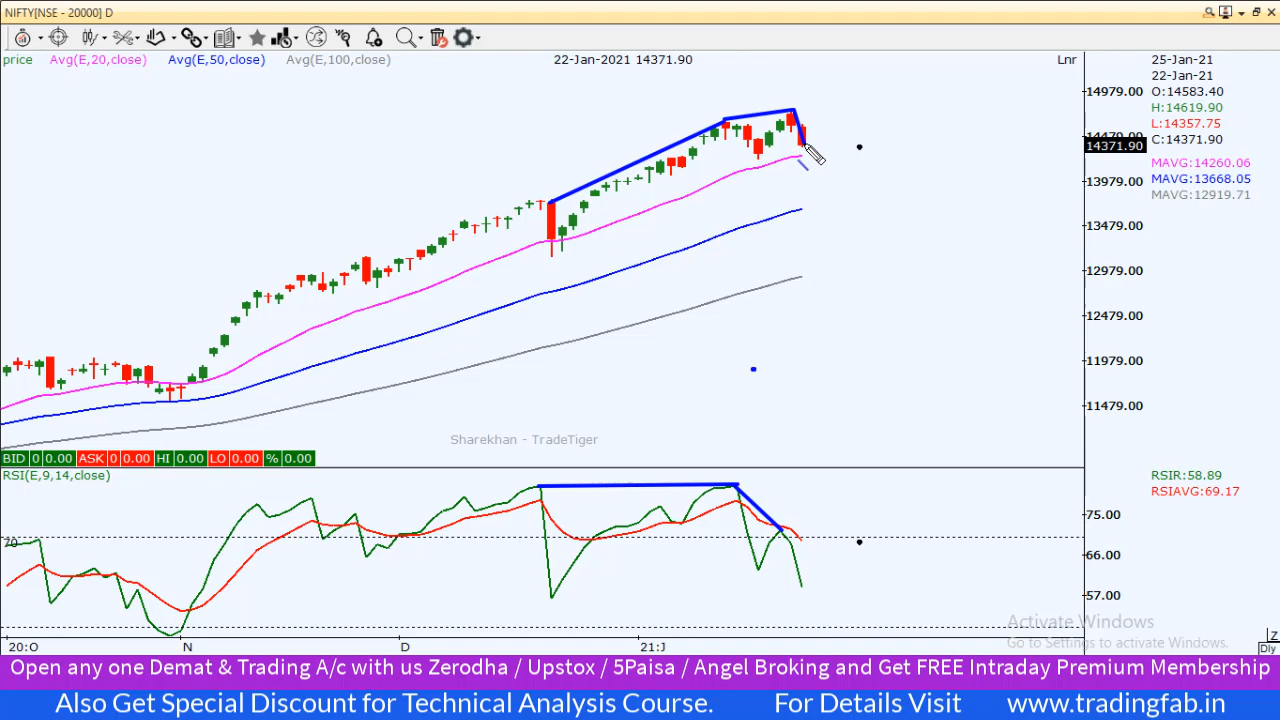 NIFTY[NSE - 20000] D
price Avg(E,20,close) Avg(E,50,close) Avg(E,100,close) 22-Jan-2021 14371.90 Lnr 25-Jan-21
22-Jan-21
14979.00 O:14583.40
H:14619.90
L:14357.75
14371.90 C:14371.90
MAVG:14260.06
13979.00 MAVG:13668.05
MAVG:12919.71
13479.00
12979.00
12479.00
11979.00
11479.00
Sharekhan - TradeTiger
BID 0 0.00 ASK 0 0.00 HI 0.00 LO 0.00 % 0.00
RSI(E,9,14,close) RSIR:58.89
RSIAVG:69.17
75.00
70
66.00
57.00
Activate Windows
Go to Settings to activate Windows.
20:O N D 21:J Dly
Z
Open any one Demat & Trading A/c with us Zerodha / Upstox / 5Paisa / Angel Broking and Get FREE Intraday Premium Membership
Also Get Special Discount for Technical Analysis Course. For Details Visit www.tradingfab.in